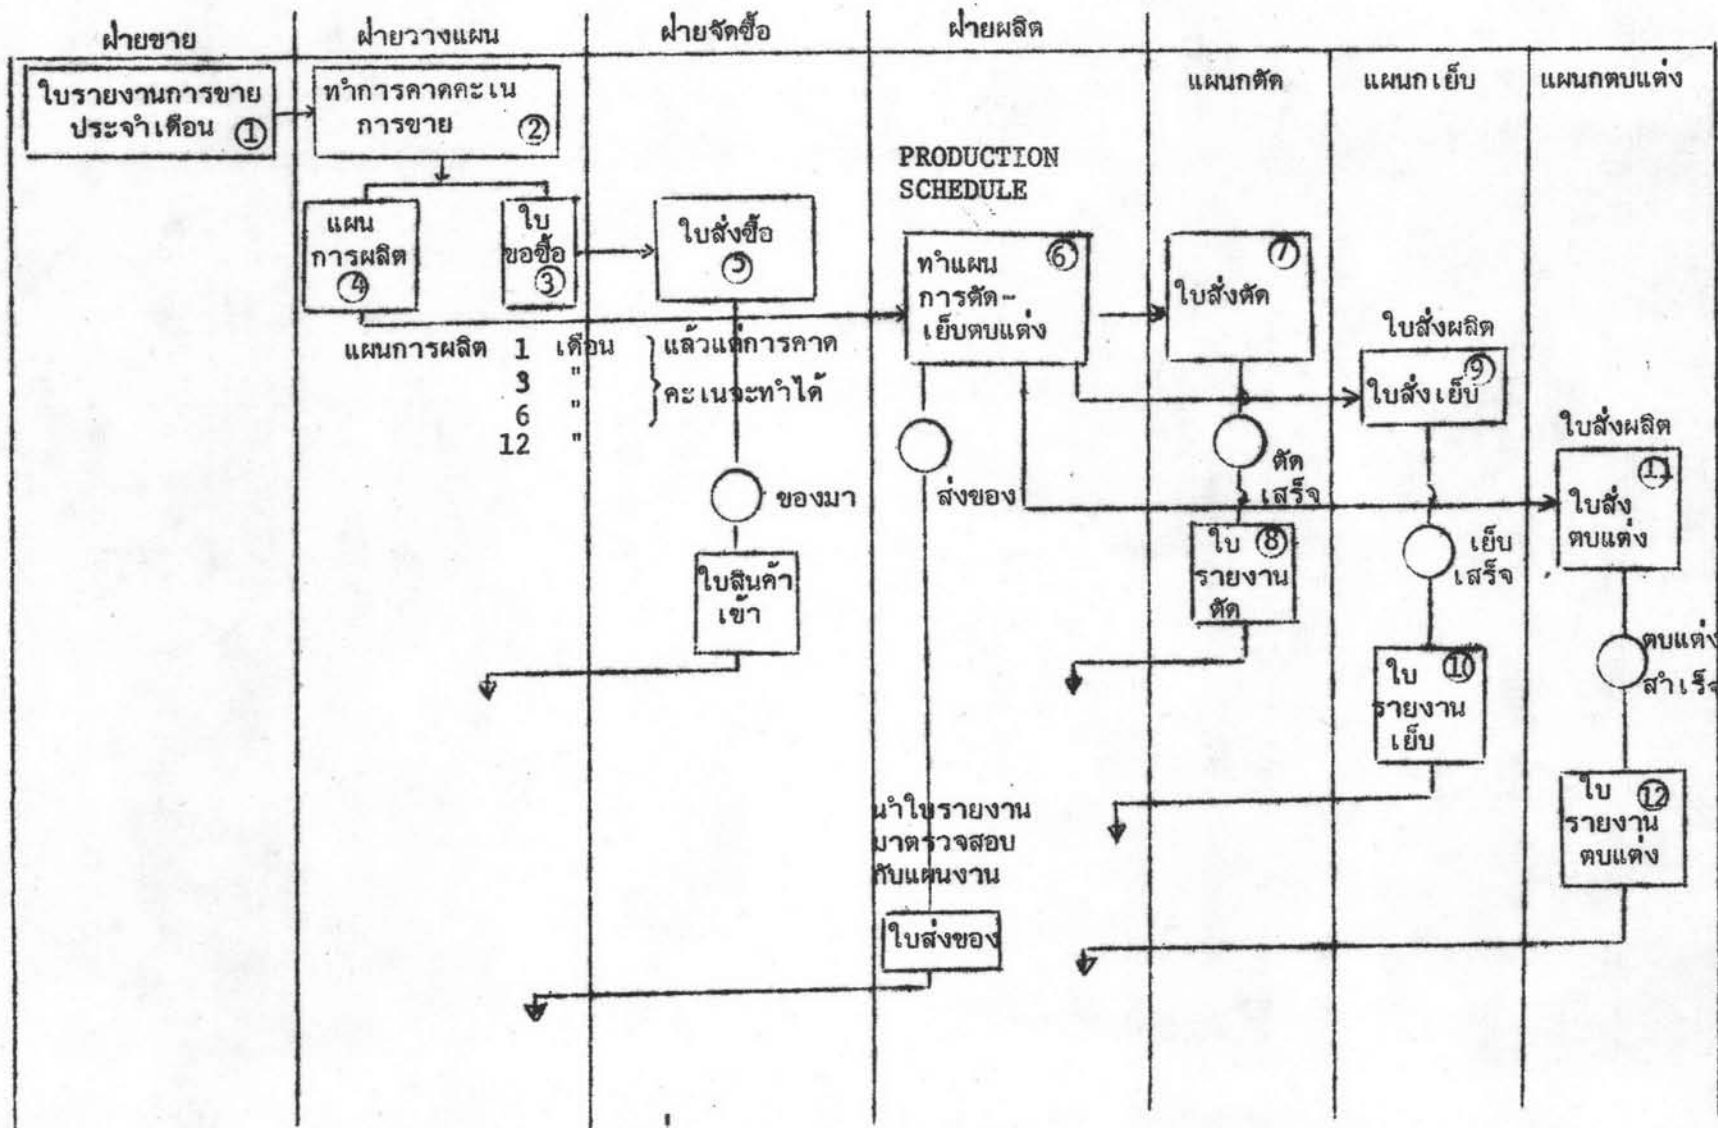 ฝ่ายขาย
ฝ่ายวางแผน
ฝ่ายจัดซื้อ
ฝ่ายผลิต
แผนกตัด
แผนกเย็บ
แผนกตบแต่ง
ใบรายงานการขาย
ประจำเดือน ①
ทำการคาดคะเน
การขาย ②
แผน
การผลิต
④
ใบ
ขอซื้อ
③
ใบสั่งซื้อ
⑤
PRODUCTION
SCHEDULE
⑥
ทำแผน
การตัด-
เย็บตบแต่ง
⑦
ใบสั่งตัด
แผนการผลิต 1 เดือน } แล้วแต่การคาด
3 "
6 " } คะเนจะทำได้
12 "
ใบสั่งผลิต
⑨
ใบสั่งเย็บ
ใบสั่งผลิต
⑪
ใบสั่ง
ตบแต่ง
ของมา
ส่งของ
ตัด
เสร็จ
เย็บ
เสร็จ
ตบแต่ง
สำเร็จ
ใบสินค้า
เข้า
ใบ ⑧
รายงาน
ตัด
ใบ ⑩
รายงาน
เย็บ
ใบ ⑫
รายงาน
ตบแต่ง
นำใบรายงาน
มาตรวจสอบ
กับแผนงาน
ใบส่งของ